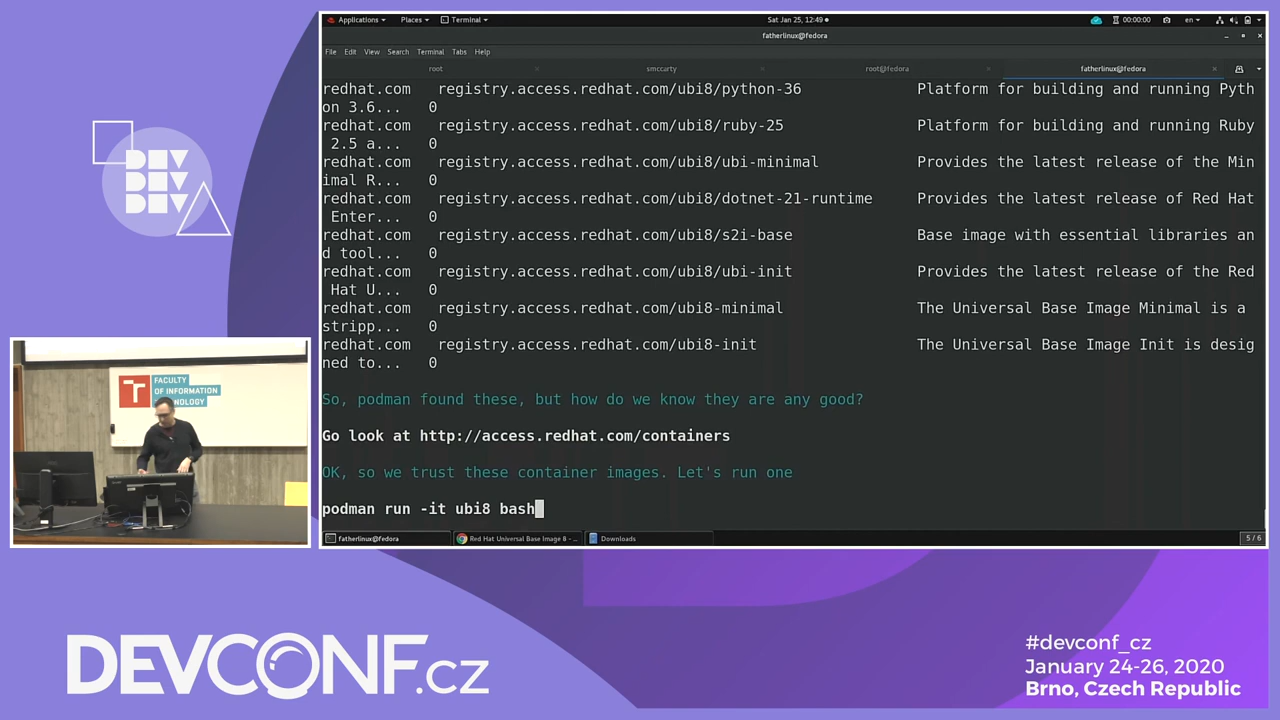 Applications Places Terminal Sat Jan 25, 12:49 00:00:00 en
fatherlinux@fedora
File Edit View Search Terminal Tabs Help
root smccarty root@fedora fatherlinux@fedora
redhat.com registry.access.redhat.com/ubi8/python-36 Platform for building and running Pyth
on 3.6... 0
redhat.com registry.access.redhat.com/ubi8/ruby-25 Platform for building and running Ruby
2.5 a... 0
redhat.com registry.access.redhat.com/ubi8/ubi-minimal Provides the latest release of the Min
imal R... 0
redhat.com registry.access.redhat.com/ubi8/dotnet-21-runtime Provides the latest release of Red Hat
Enter... 0
redhat.com registry.access.redhat.com/ubi8/s2i-base Base image with essential libraries an
d tool... 0
redhat.com registry.access.redhat.com/ubi8/ubi-init Provides the latest release of the Red
Hat U... 0
redhat.com registry.access.redhat.com/ubi8-minimal The Universal Base Image Minimal is a
stripp... 0
redhat.com registry.access.redhat.com/ubi8-init The Universal Base Image Init is desig
ned to... 0
So, podman found these, but how do we know they are any good?
Go look at http://access.redhat.com/containers
OK, so we trust these container images. Let's run one
podman run -it ubi8 bash
fatherlinux@fedora Red Hat Universal Base Image 8 - ... Downloads 5 / 6
DEV
DEV
DEV
FACULTY
OF INFORMATION
TECHNOLOGY
DEVCONF.cz
#devconf_cz
January 24-26, 2020
Brno, Czech Republic